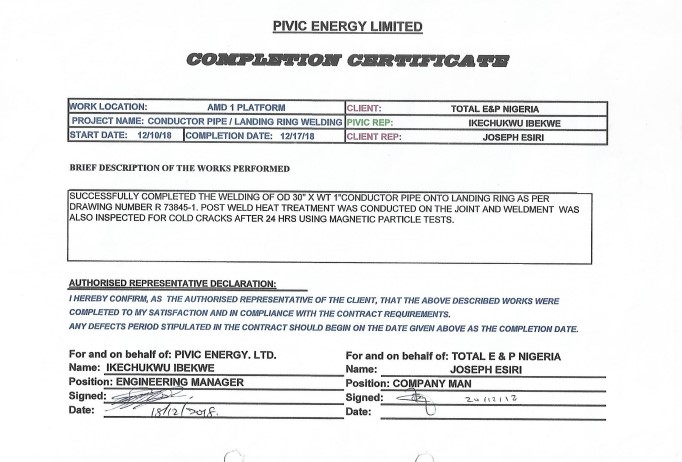 PIVIC ENERGY LIMITED
COMPLETION CERTIFICATE
WORK LOCATION: AMD 1 PLATFORM CLIENT: TOTAL E&P NIGERIA
PROJECT NAME: CONDUCTOR PIPE / LANDING RING WELDING PIVIC REP: IKECHUKWU IBEKWE
START DATE: 12/10/18 COMPLETION DATE: 12/17/18 CLIENT REP: JOSEPH ESIRI
BRIEF DESCRIPTION OF THE WORKS PERFORMED
SUCCESSFULLY COMPLETED THE WELDING OF OD 30" X WT 1"CONDUCTOR PIPE ONTO LANDING RING AS PER
DRAWING NUMBER R 73845-1. POST WELD HEAT TREATMENT WAS CONDUCTED ON THE JOINT AND WELDMENT WAS
ALSO INSPECTED FOR COLD CRACKS AFTER 24 HRS USING MAGNETIC PARTICLE TESTS.
AUTHORISED REPRESENTATIVE DECLARATION:
I HEREBY CONFIRM, AS THE AUTHORISED REPRESENTATIVE OF THE CLIENT, THAT THE ABOVE DESCRIBED WORKS WERE
COMPLETED TO MY SATISFACTION AND IN COMPLIANCE WITH THE CONTRACT REQUIREMENTS.
ANY DEFECTS PERIOD STIPULATED IN THE CONTRACT SHOULD BEGIN ON THE DATE GIVEN ABOVE AS THE COMPLETION DATE.
For and on behalf of: PIVIC ENERGY. LTD.
Name: IKECHUKWU IBEKWE
Position: ENGINEERING MANAGER
Signed:
Date: 18/12/2018.
For and on behalf of: TOTAL E & P NIGERIA
Name: JOSEPH ESIRI
Position: COMPANY MAN
Signed: 20/12/18
Date: